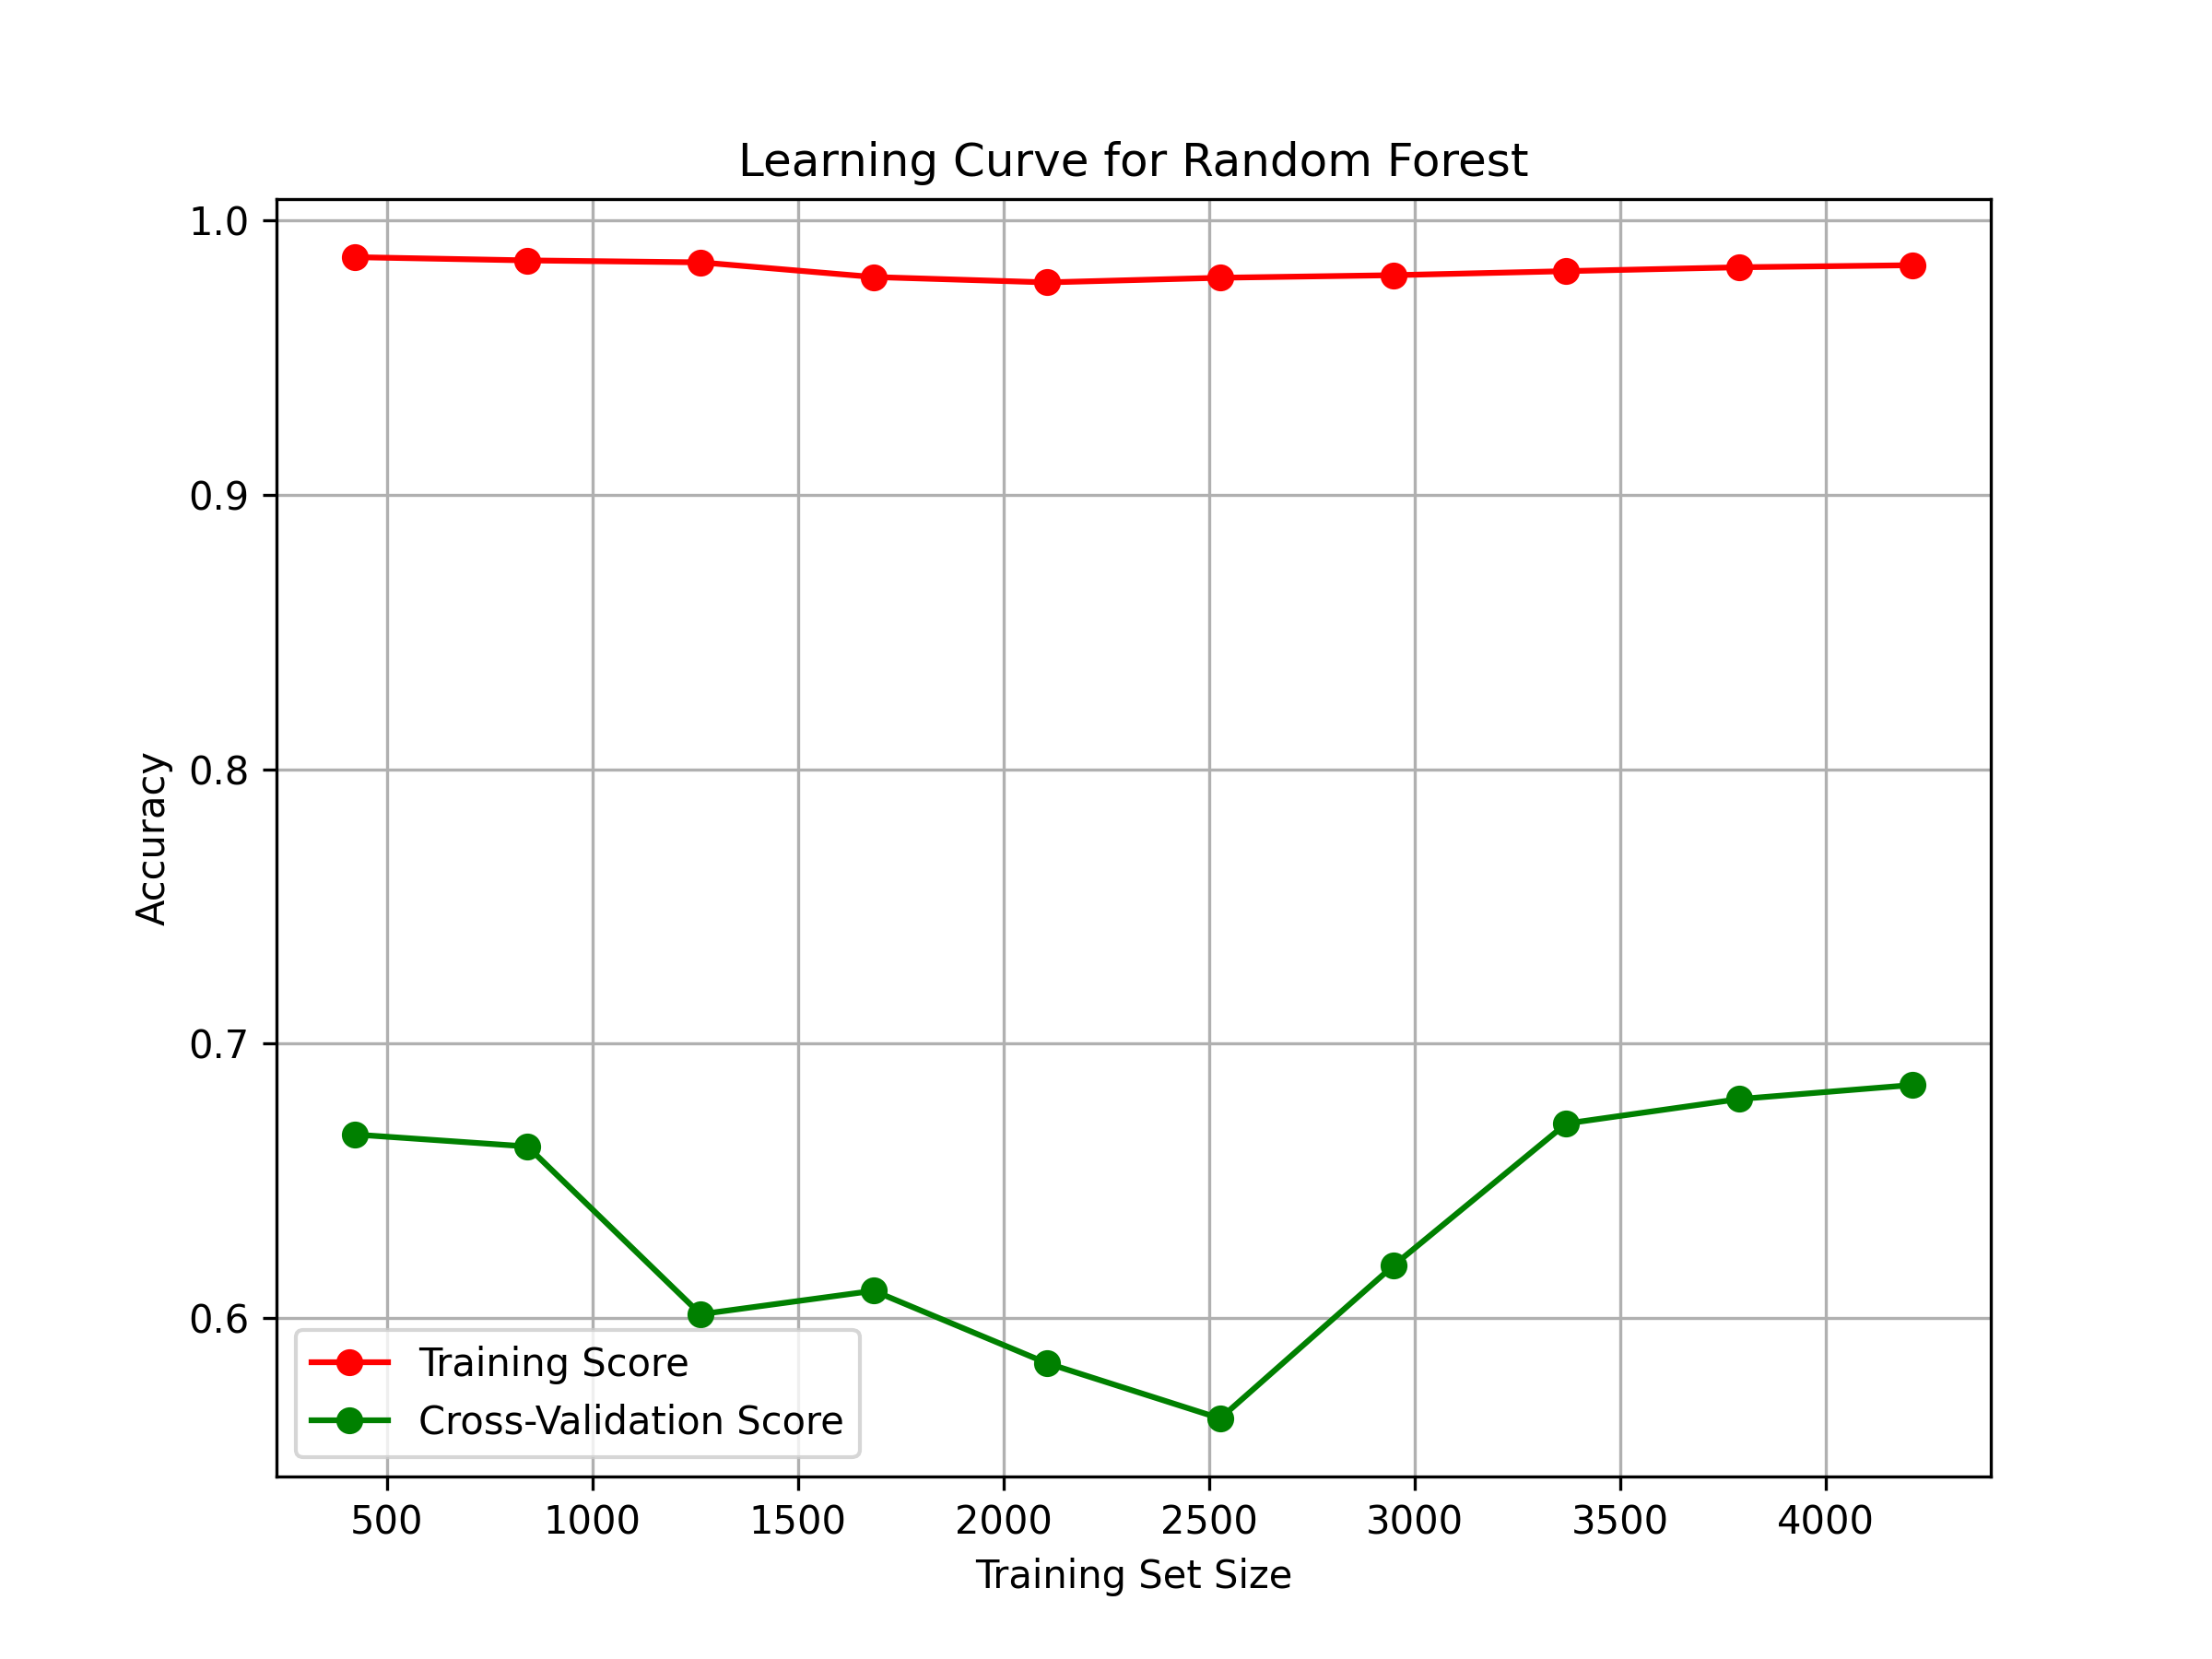 Learning Curve for Random Forest
1.0
0.9
0.8
0.7
0.6
Accuracy
Training Score
Cross-Validation Score
500 1000 1500 2000 2500 3000 3500 4000
Training Set Size